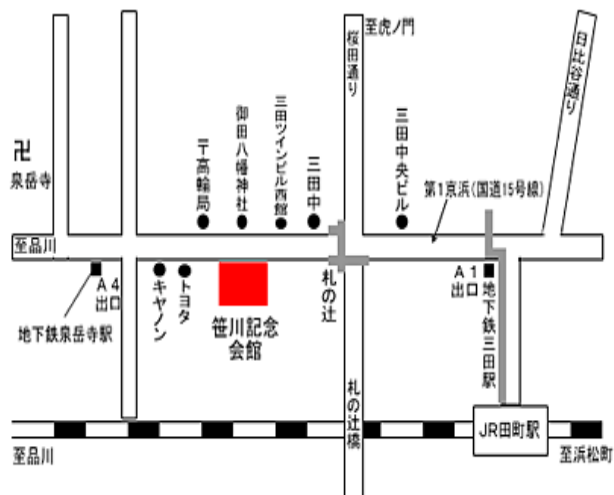 至虎ノ門
桜田通り
日比谷通り
三田ツインビル西館
御田八幡神社
〒高輪局
三田中
三田中央ビル
卍
泉岳寺
第1京浜(国道15号線)
至品川
A4
出口
地下鉄泉岳寺駅
キヤノン
トヨタ
笹川記念
会館
札の辻
A1
出口
地下鉄三田駅
札の辻橋
JR田町駅
至品川
至浜松町